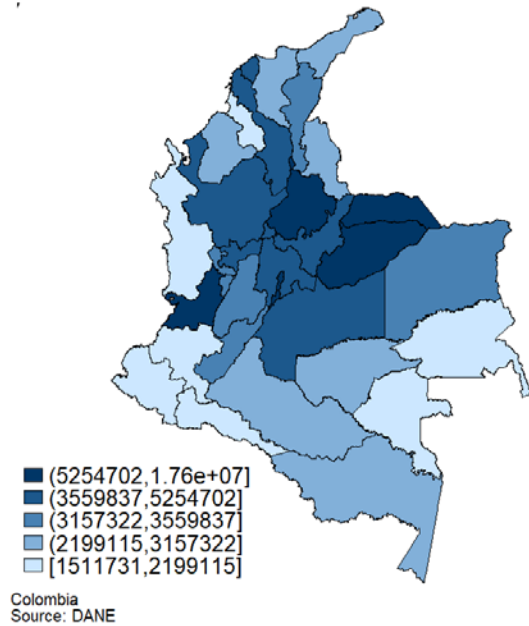 (5254702,1.76e+07]
(3559837,5254702]
(3157322,3559837]
(2199115,3157322]
[1511731,2199115]
Colombia
Source: DANE